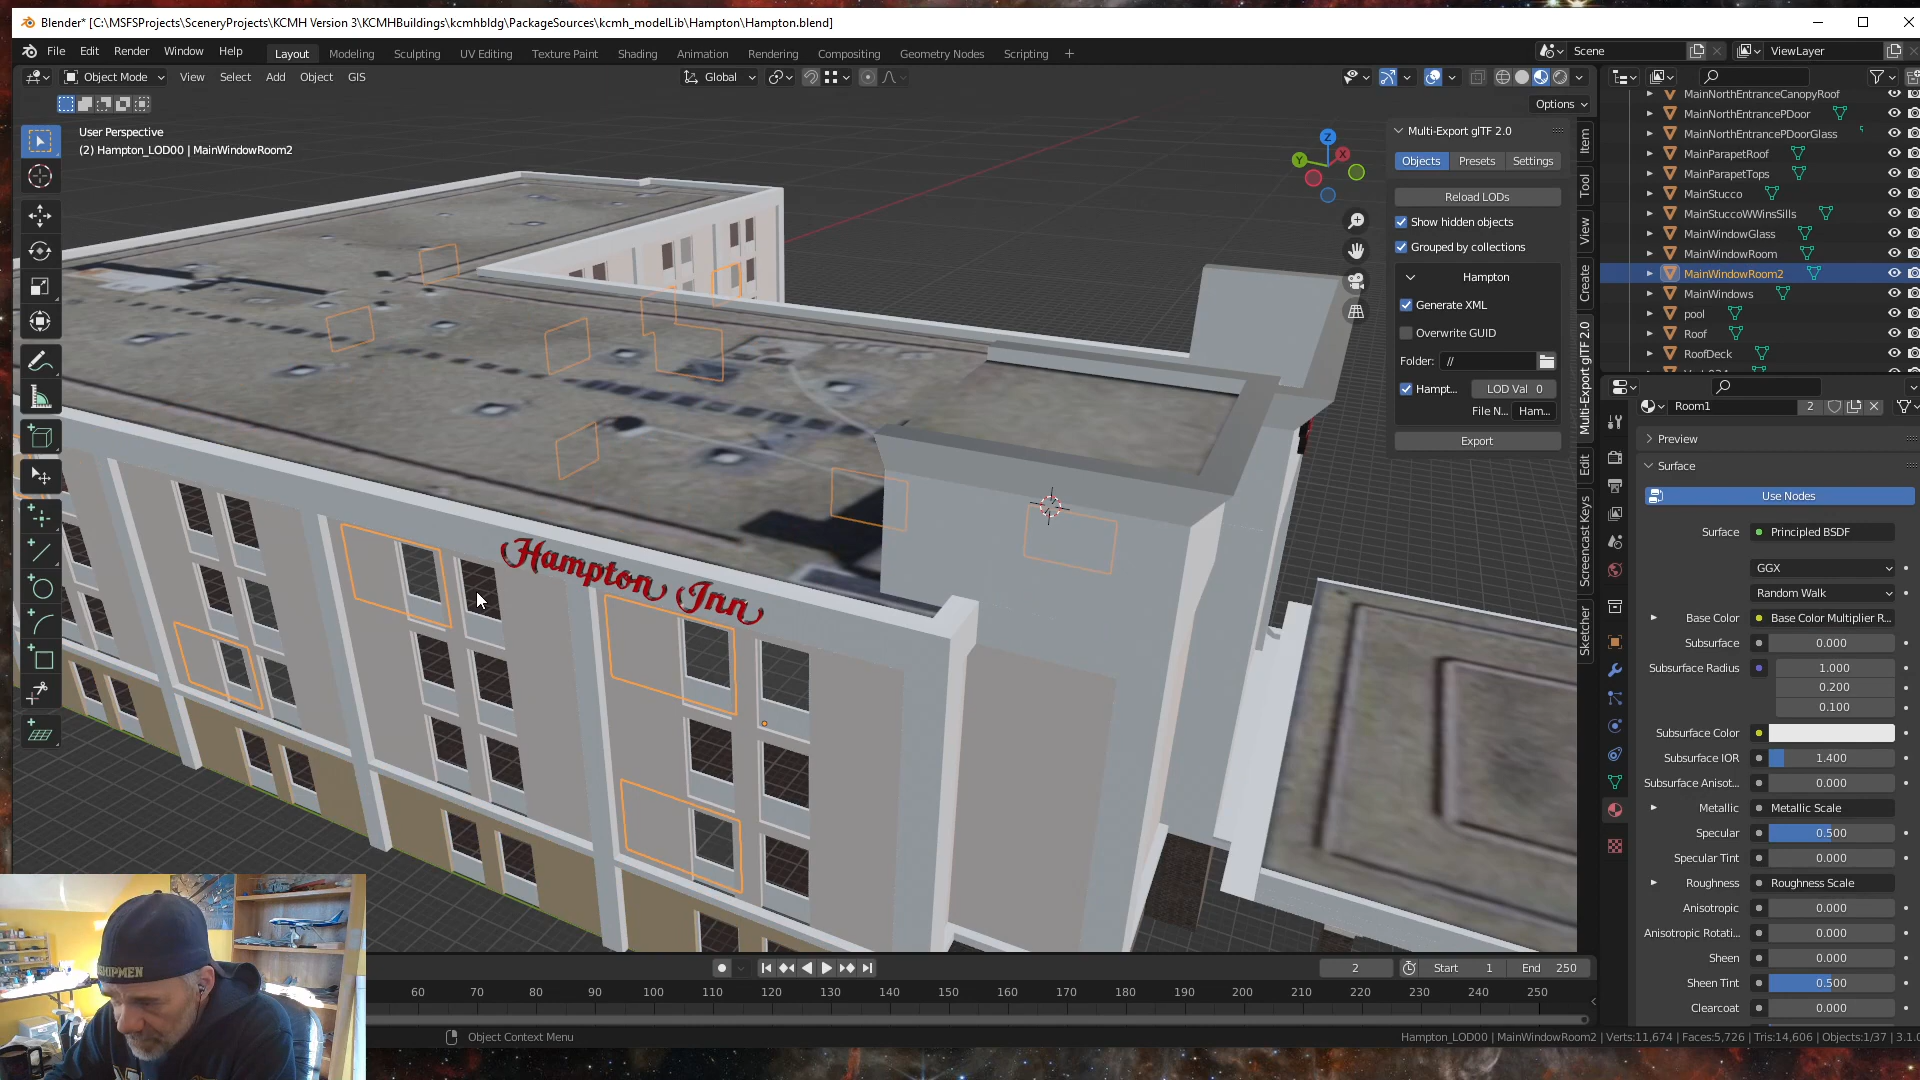 Blender* [C:\MSFSProjects\SceneryProjects\KCMH Version 3\KCMHBuildings\kcmhbldg\PackageSources\kcmh_modelLib\Hampton\Hampton.blend]
File Edit Render Window Help Layout Modeling Sculpting UV Editing Texture Paint Shading Animation Rendering Compositing Geometry Nodes Scripting + Scene ViewLayer
Object Mode View Select Add Object GIS Global
Options
User Perspective
(2) Hampton_LOD00 | MainWindowRoom2
Z
Y
X
Hampton Inn
Multi-Export glTF 2.0
Objects Presets Settings
Reload LODs
Show hidden objects
Grouped by collections
Hampton
Generate XML
Overwrite GUID
Folder: //
Hampt... LOD Val 0
File N... Ham...
Export
Item
Tool
View
Create
Multi-Export glTF 2.0
Edit
Screencast Keys
Sketcher
MainNorthEntranceCanopyRoof
MainNorthEntrancePDoor
MainNorthEntrancePDoorGlass
MainParapetRoof
MainParapetTops
MainStucco
MainStuccoWWinsSills
MainWindowGlass
MainWindowRoom
MainWindowRoom2
MainWindows
pool
Roof
RoofDeck
Room1 2
Preview
Surface
Use Nodes
Surface Principled BSDF
GGX
Random Walk
Base Color Base Color Multiplier R...
Subsurface 0.000
Subsurface Radius 1.000
0.200
0.100
Subsurface Color
Subsurface IOR 1.400
Subsurface Anisot... 0.000
Metallic Metallic Scale
Specular 0.500
Specular Tint 0.000
Roughness Roughness Scale
Anisotropic 0.000
Anisotropic Rotati... 0.000
Sheen 0.000
Sheen Tint 0.500
Clearcoat 0.000
2 Start 1 End 250
60 70 80 90 100 110 120 130 140 150 160 170 180 190 200 210 220 230 240 250
Object Context Menu
Hampton_LOD00 | MainWindowRoom2 | Verts:11,674 | Faces:5,726 | Tris:14,606 | Objects:1/37 | 3.1.0